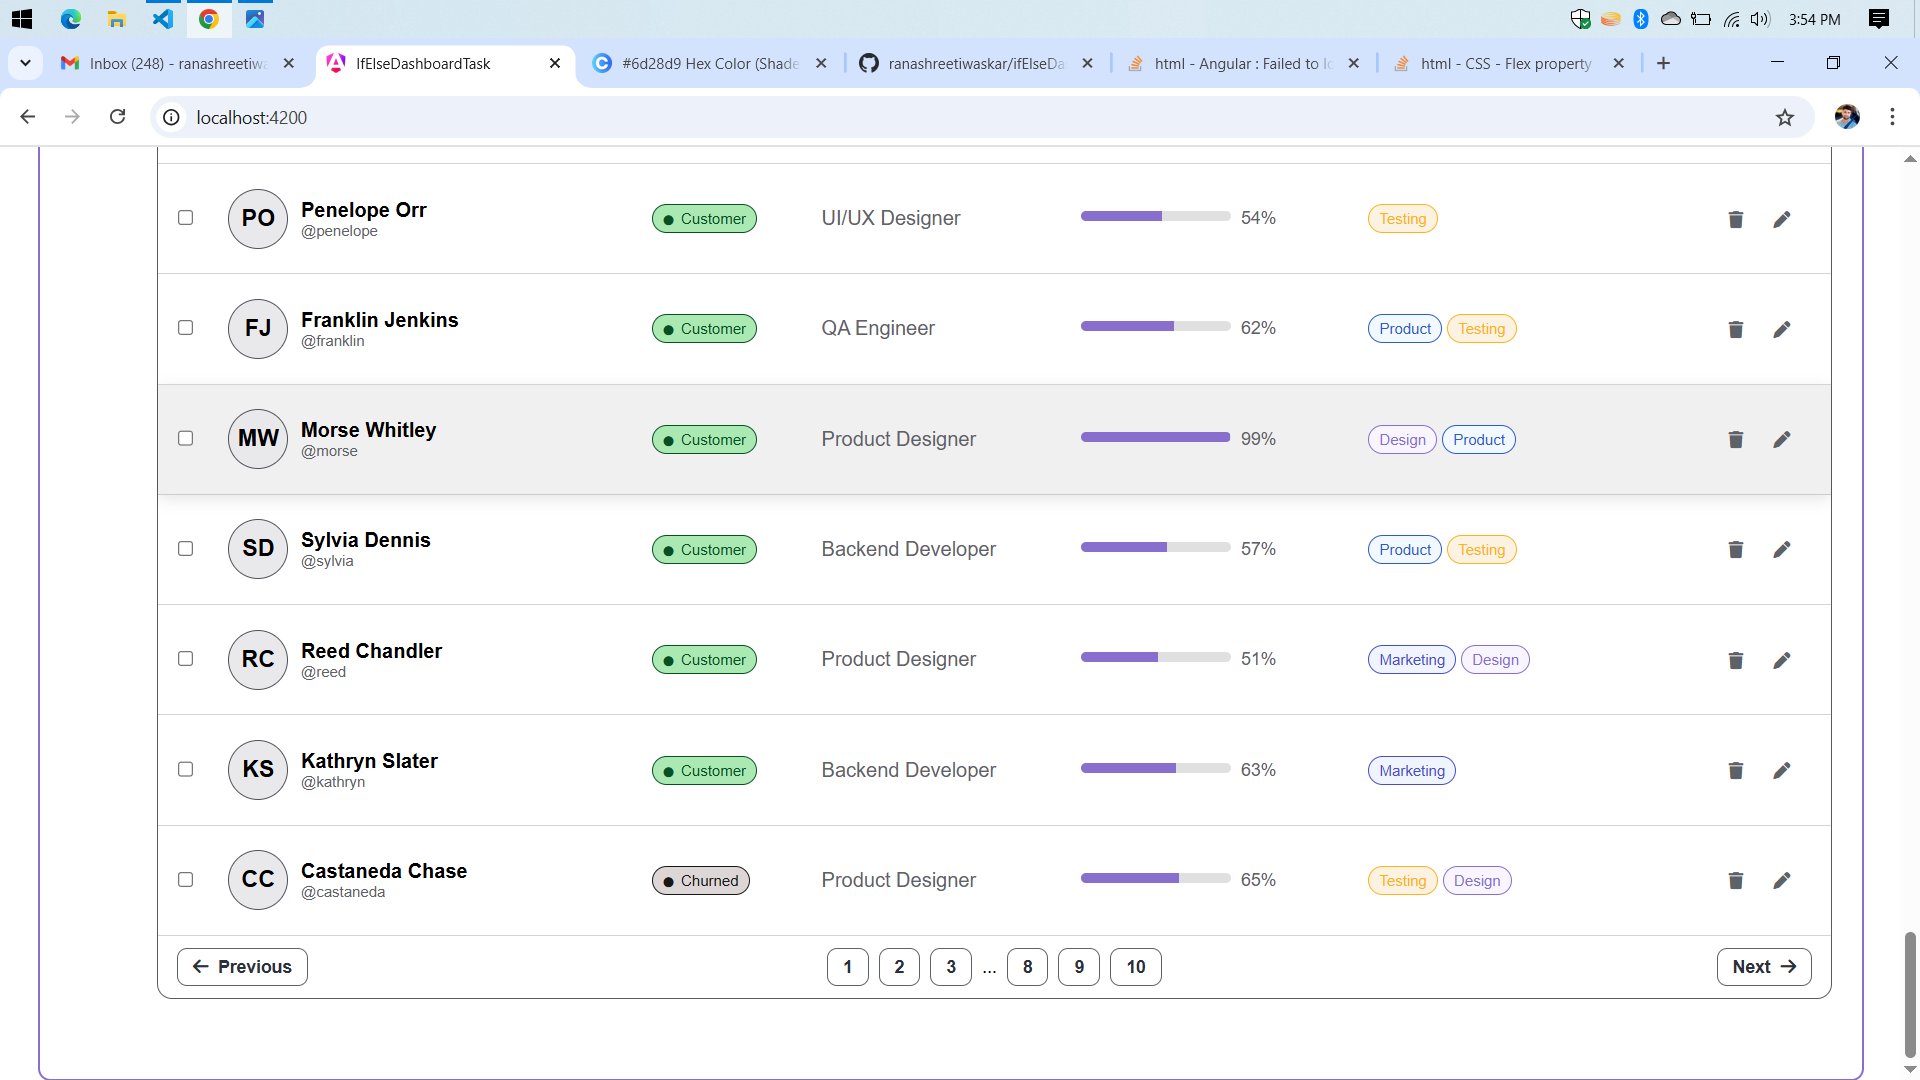 3:54 PM
Inbox (248) - ranashreetiwa
IfElseDashboardTask
#6d28d9 Hex Color (Shade
ranashreetiwaskar/ifElseDa
html - Angular : Failed to lo
html - CSS - Flex property
localhost:4200
PO Penelope Orr Customer UI/UX Designer 54% Testing
@penelope
FJ Franklin Jenkins Customer QA Engineer 62% Product Testing
@franklin
MW Morse Whitley Customer Product Designer 99% Design Product
@morse
SD Sylvia Dennis Customer Backend Developer 57% Product Testing
@sylvia
RC Reed Chandler Customer Product Designer 51% Marketing Design
@reed
KS Kathryn Slater Customer Backend Developer 63% Marketing
@kathryn
CC Castaneda Chase Churned Product Designer 65% Testing Design
@castaneda
Previous 1 2 3 ... 8 9 10 Next